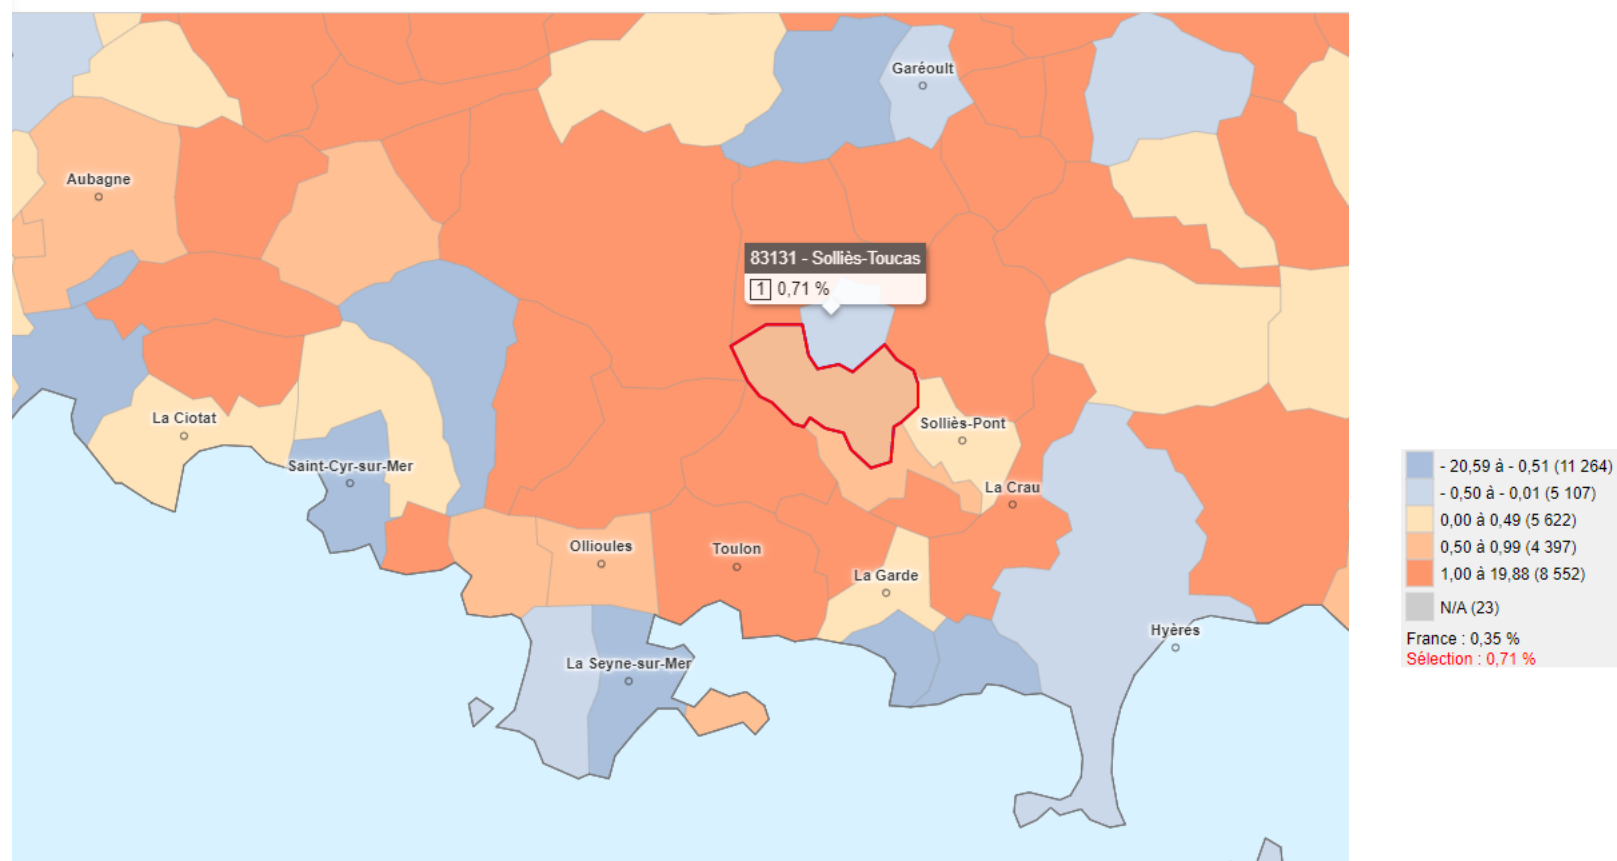 Garéoult
Aubagne
83131 - Solliès-Toucas
1 0,71 %
La Ciotat
Solliès-Pont
Saint-Cyr-sur-Mer
La Crau
Ollioules
Toulon
La Garde
Hyères
La Seyne-sur-Mer
- 20,59 à - 0,51 (11 264)
- 0,50 à - 0,01 (5 107)
0,00 à 0,49 (5 622)
0,50 à 0,99 (4 397)
1,00 à 19,88 (8 552)
N/A (23)
France : 0,35 %
Sélection : 0,71 %